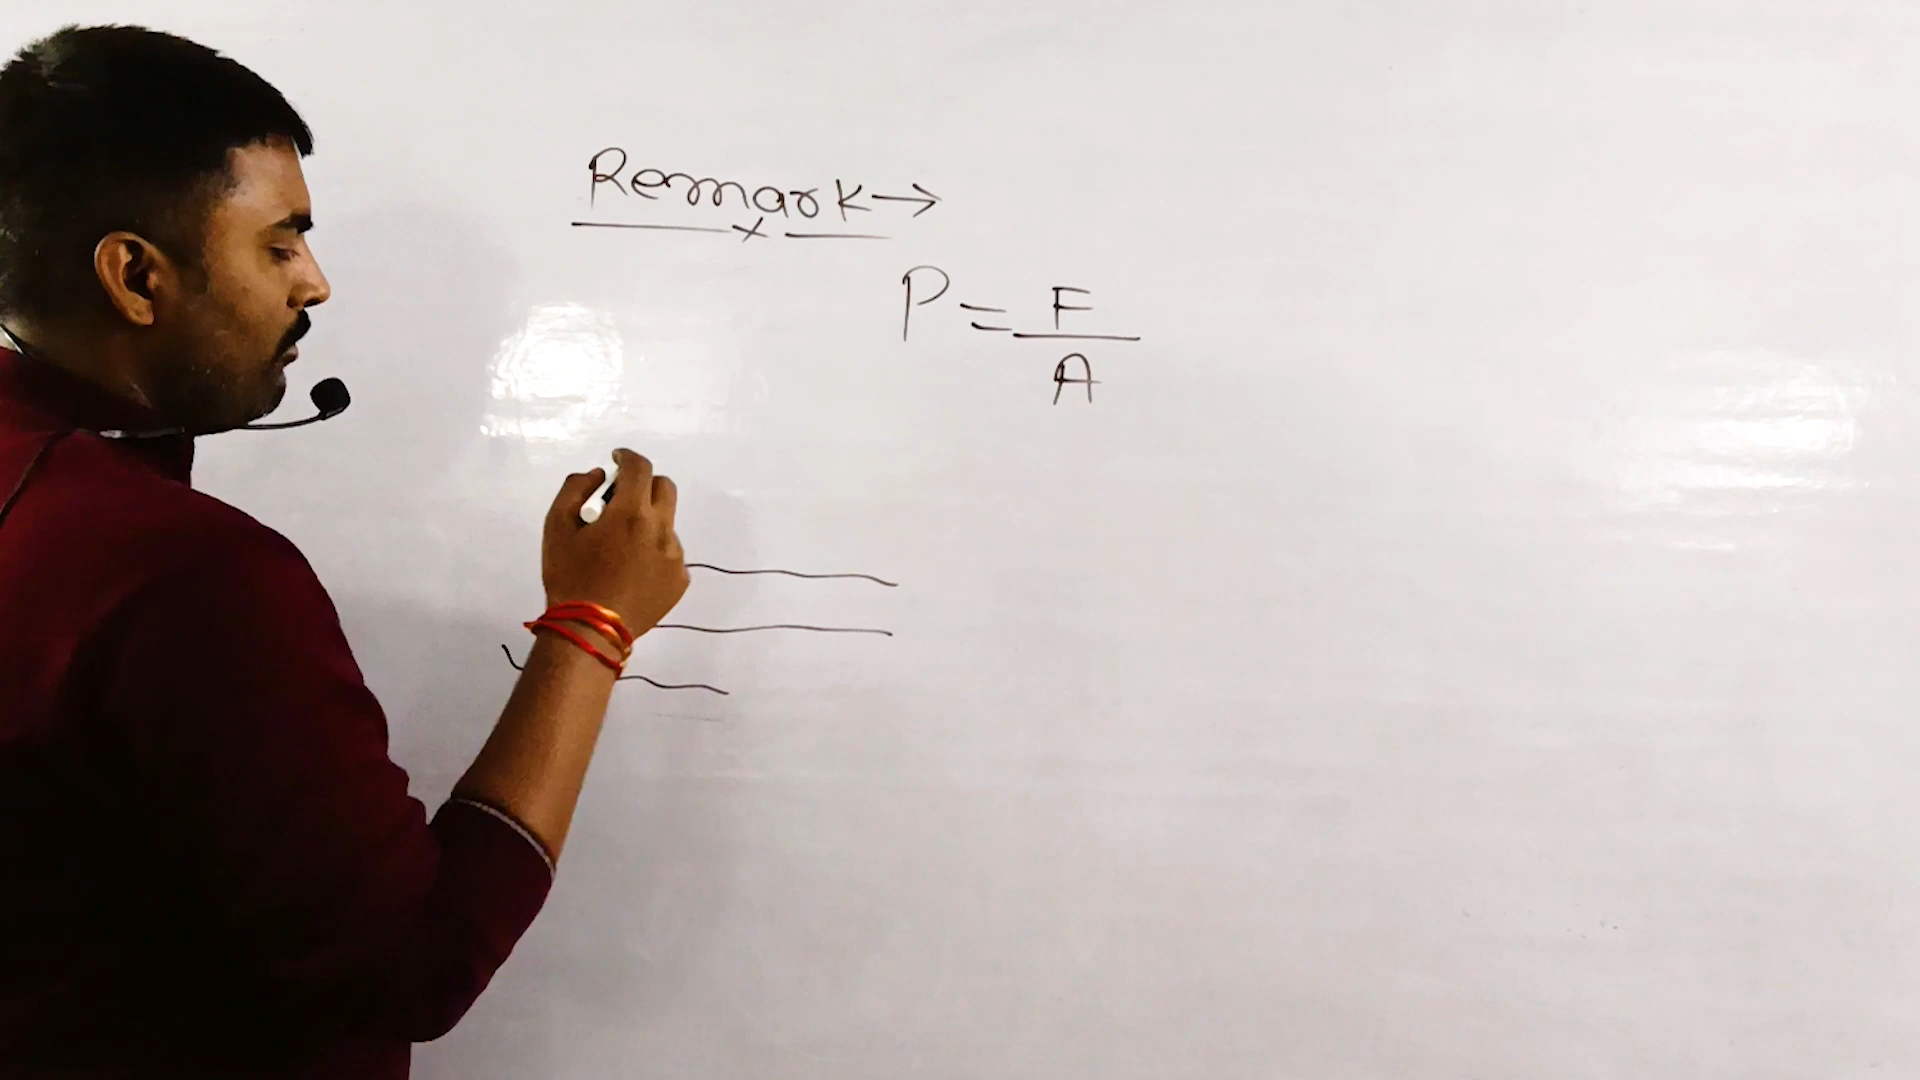 Remark→
P = F/A